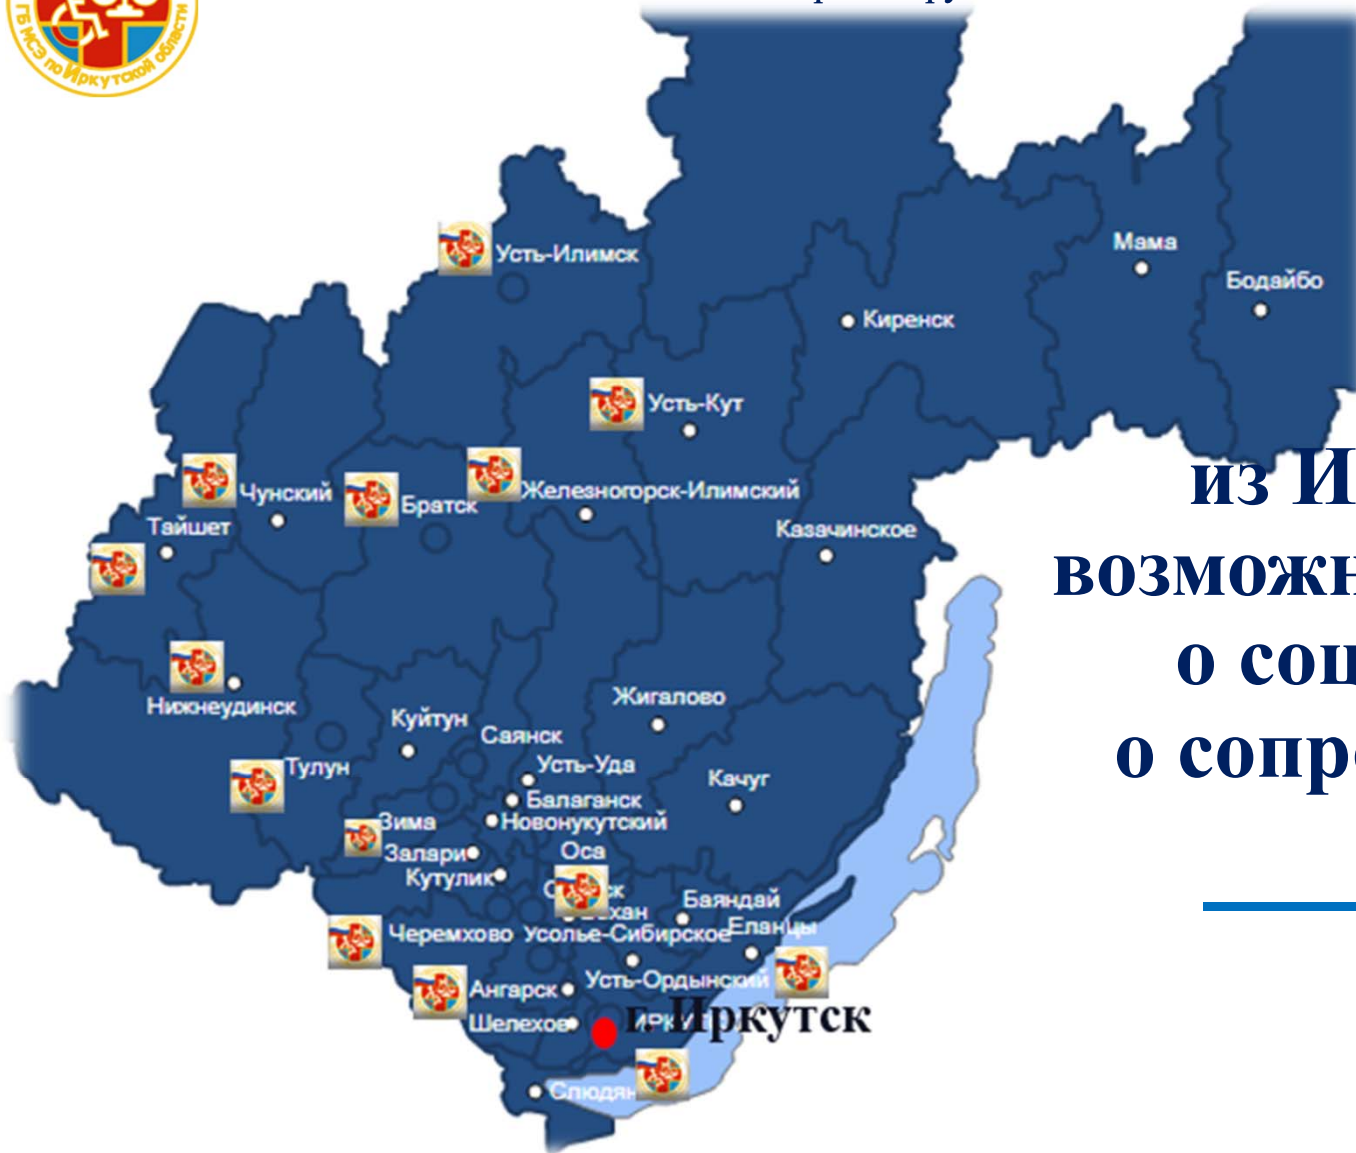 ГБ МСЭ по Иркутской области
Усть-Илимск
Мама
Бодайбо
Киренск
Усть-Кут
Чунский
Братск
Железногорск-Илимский
Тайшет
Казачинское
Нижнеудинск
Жигалово
Куйтун
Саянск
Усть-Уда
Тулун
Качуг
Балаганск
Зима
Новонукутский
Залари
Оса
Кутулик
Баяндай
Черемхово
Усолье-Сибирское
Еланцы
Усть-Ордынский
Ангарск
Шелехов
г. Иркутск
Слюдян
из И
возможн
о соц
о сопр